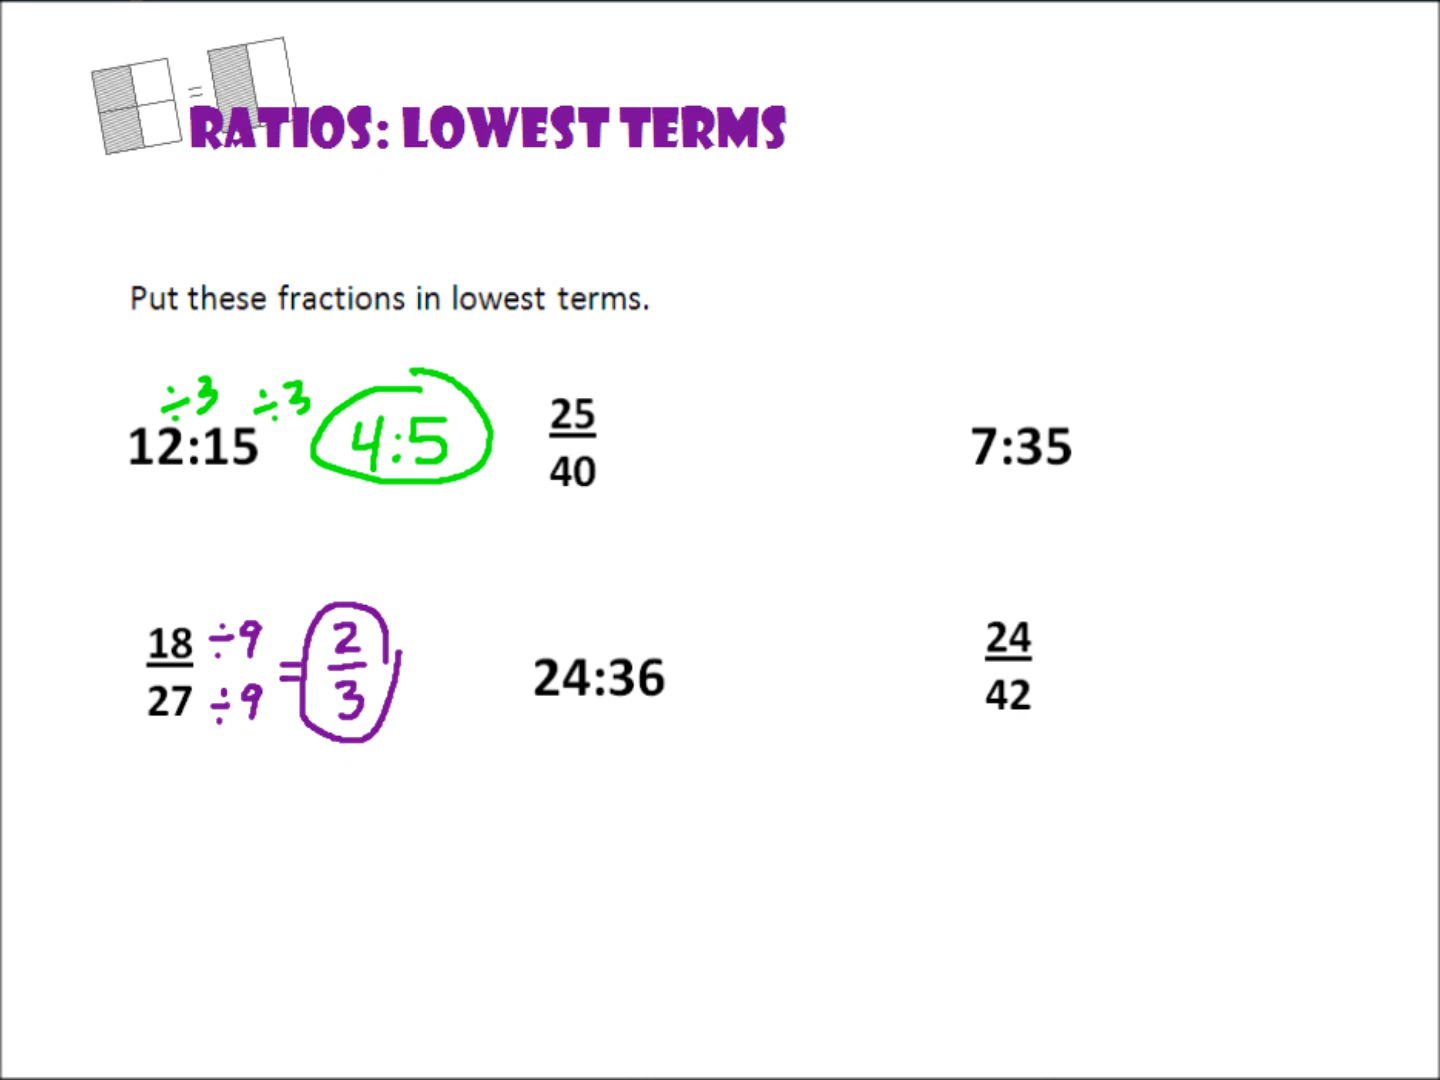 =
RATIOS: LOWEST TERMS
Put these fractions in lowest terms.
÷3 ÷3
12:15 4:5
25
40
7:35
18 ÷9 = 2
27 ÷9 3
24:36
24
42